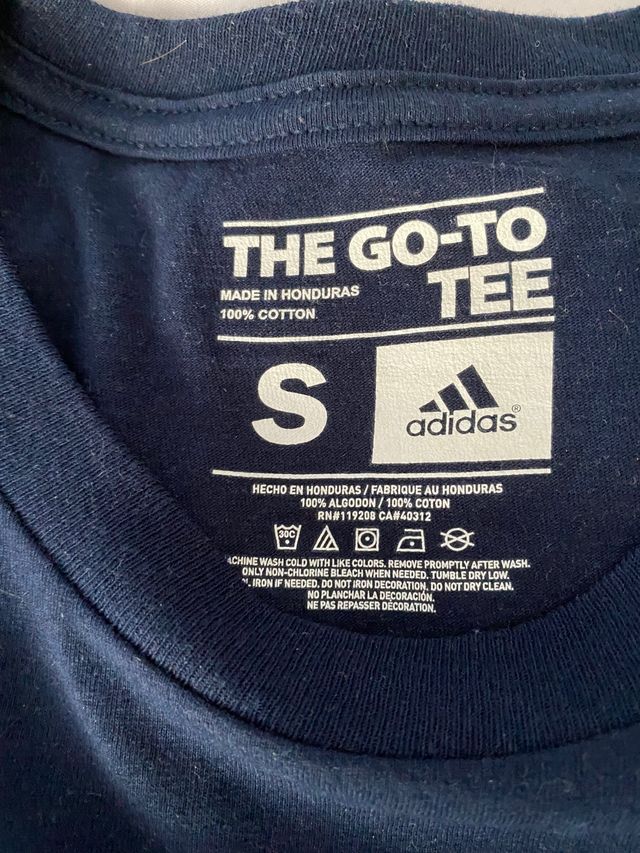 THE GO-TO
TEE
MADE IN HONDURAS
100% COTTON
S
adidas®
HECHO EN HONDURAS / FABRIQUE AU HONDURAS
100% ALGODON / 100% COTON
RN#119208 CA#40312
30C
ACHINE WASH COLD WITH LIKE COLORS. REMOVE PROMPTLY AFTER WASH.
ONLY NON-CHLORINE BLEACH WHEN NEEDED. TUMBLE DRY LOW.
IRON IF NEEDED. DO NOT IRON DECORATION. DO NOT DRY CLEAN.
NO PLANCHAR LA DECORACIÓN.
NE PAS REPASSER DÉCORATION.